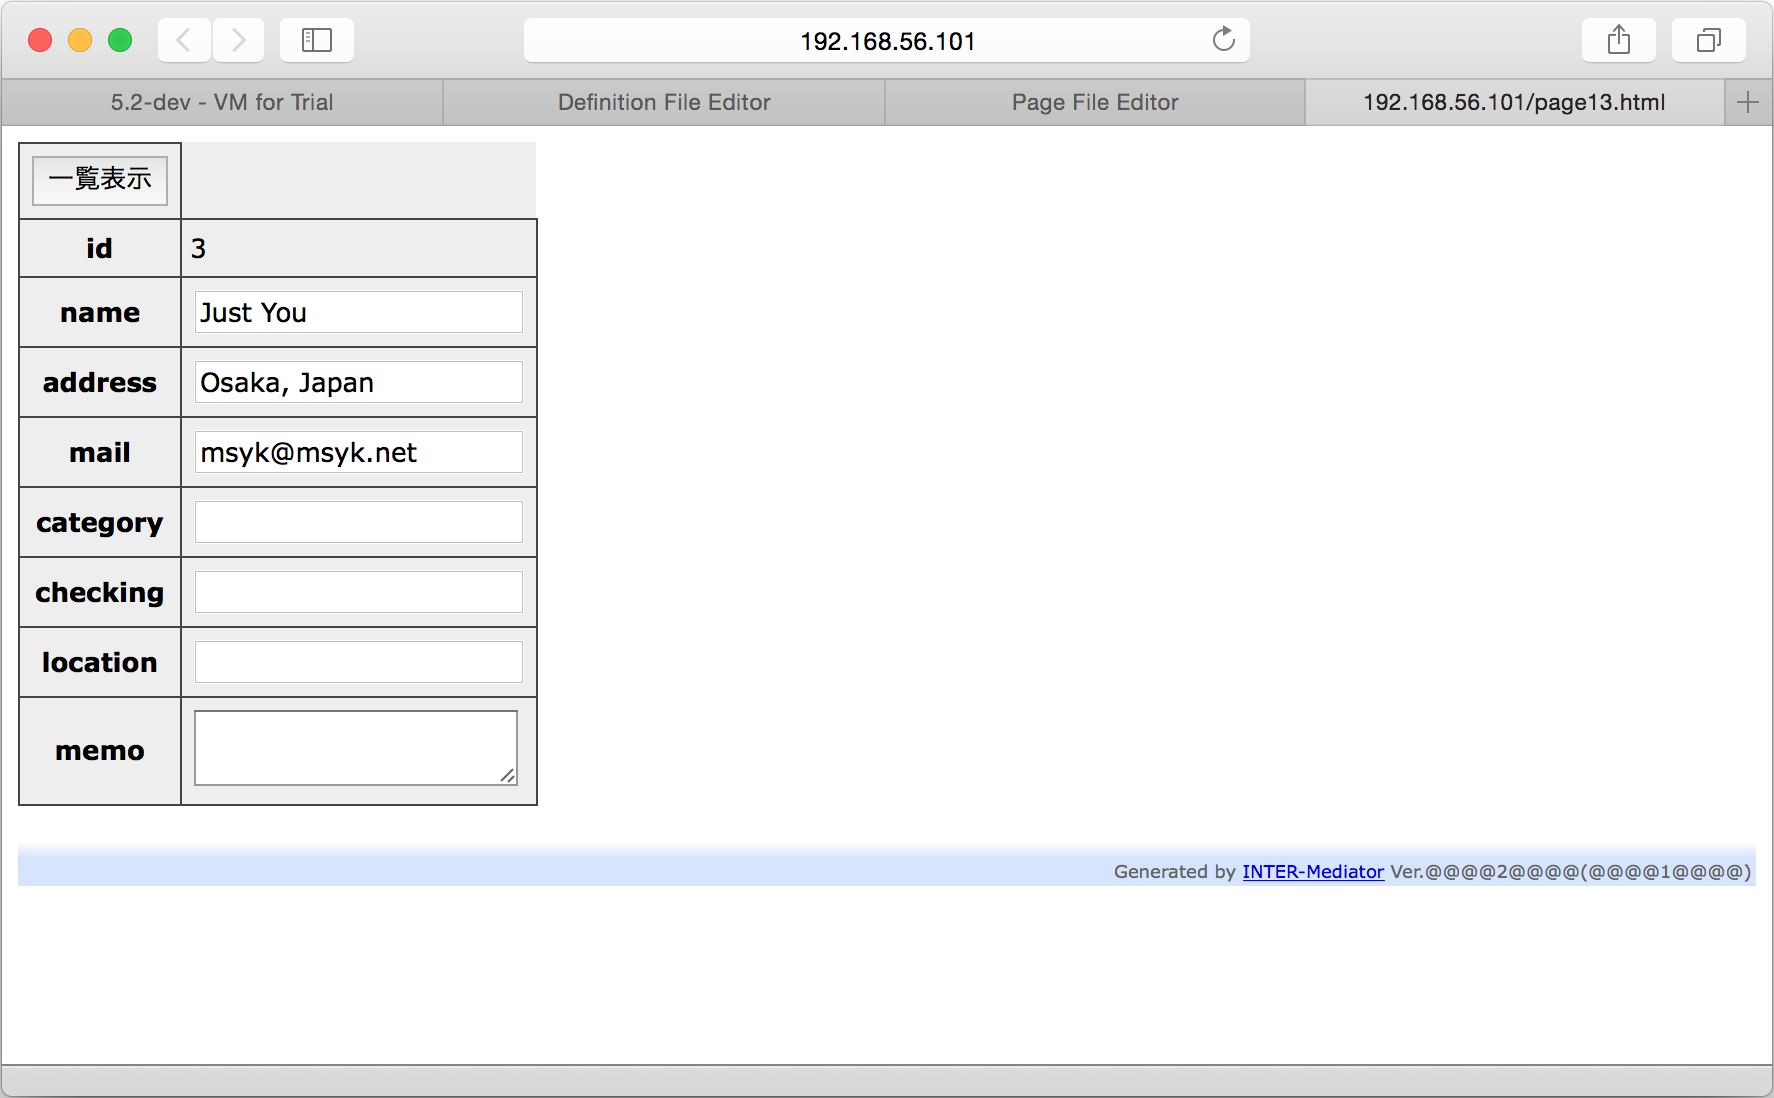 192.168.56.101
5.2-dev - VM for Trial
Definition File Editor
Page File Editor
192.168.56.101/page13.html
一覧表示
id 3
name Just You
address Osaka, Japan
mail msyk@msyk.net
category
checking
location
memo
Generated by INTER-Mediator Ver.@@@@2@@@@(@@@@1@@@@)